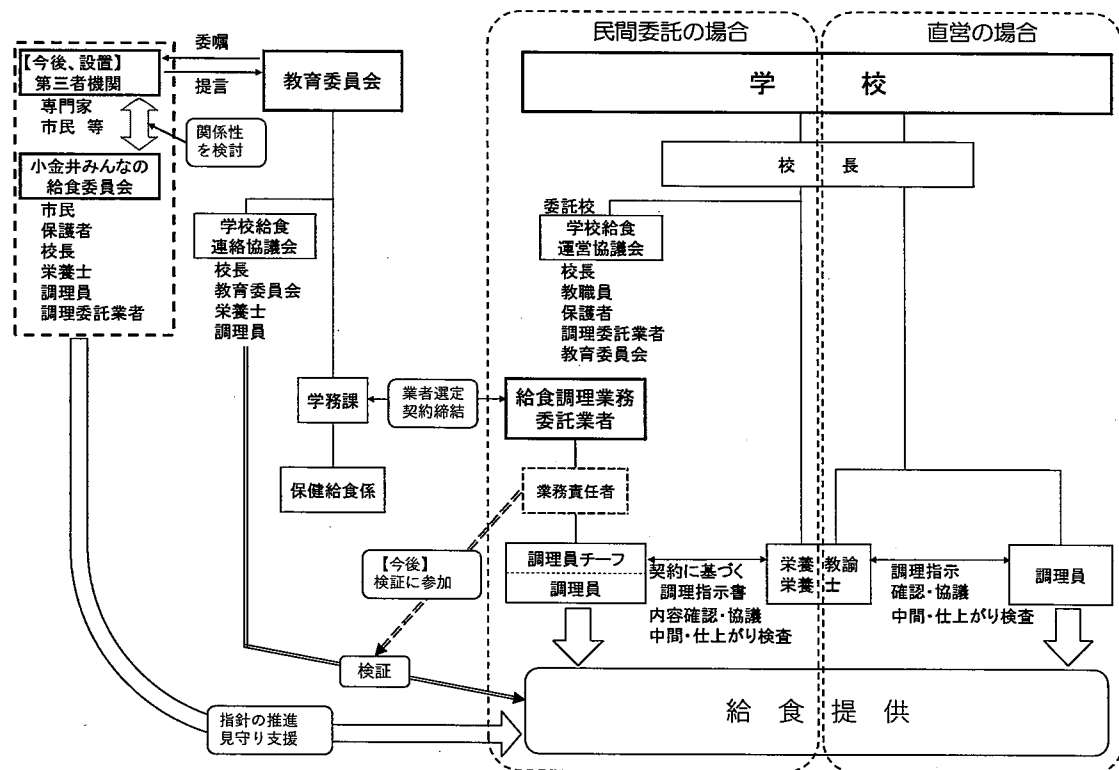 民間委託の場合
直営の場合
委嘱
提言
【今後、設置】
第三者機関
専門家
市民 等
関係性
を検討
小金井みんなの
給食委員会
市民
保護者
校長
栄養士
調理員
調理委託業者
教育委員会
学校給食
連絡協議会
校長
教育委員会
栄養士
調理員
学務課
保健給食係
業者選定
契約締結
学 校
校 長
委託校
学校給食
運営協議会
校長
教職員
保護者
調理委託業者
教育委員会
給食調理業務
委託業者
業務責任者
【今後】
検証に参加
調理員チーフ
調理員
契約に基づく
調理指示書
内容確認・協議
中間・仕上がり検査
栄養 教諭
栄養 士
調理指示
確認・協議
中間・仕上がり検査
調理員
検証
指針の推進
見守り支援
給 食 提 供